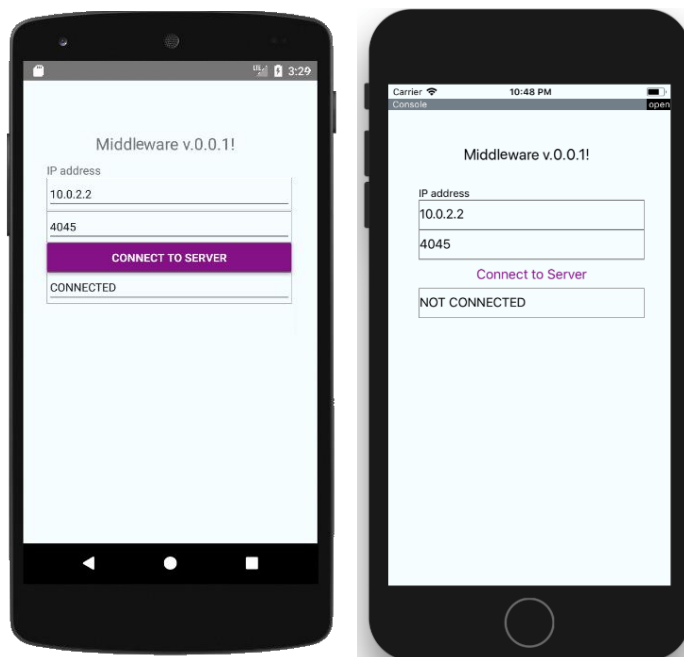 3:29
Middleware v.0.0.1!
IP address
10.0.2.2
4045
CONNECT TO SERVER
CONNECTED
Carrier 10:48 PM
Console open
Middleware v.0.0.1!
IP address
10.0.2.2
4045
Connect to Server
NOT CONNECTED